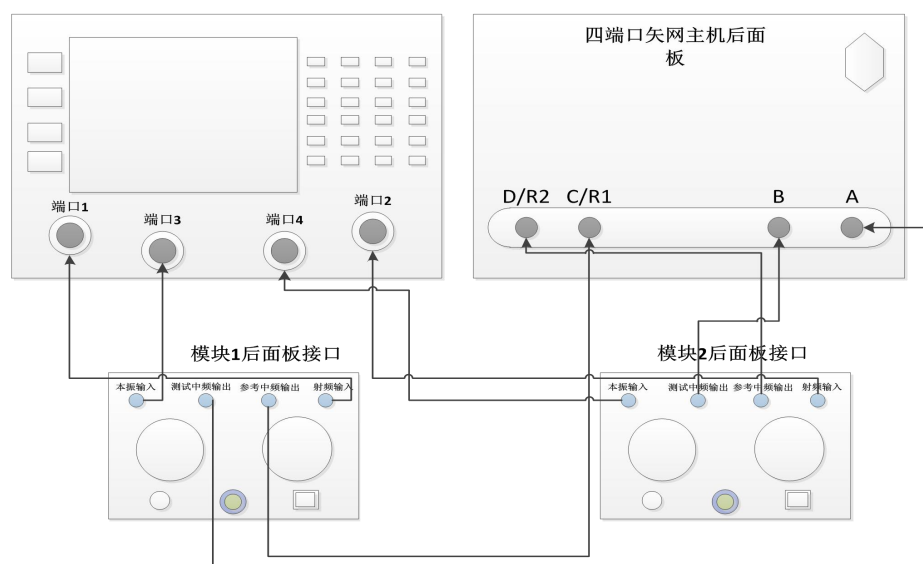 四端口矢网主机后面
板
端口1
端口3
端口4
端口2
D/R2
C/R1
B
A
模块1后面板接口
本振输入
测试中频输出
参考中频输出
射频输入
模块2后面板接口
本振输入
测试中频输出
参考中频输出
射频输入